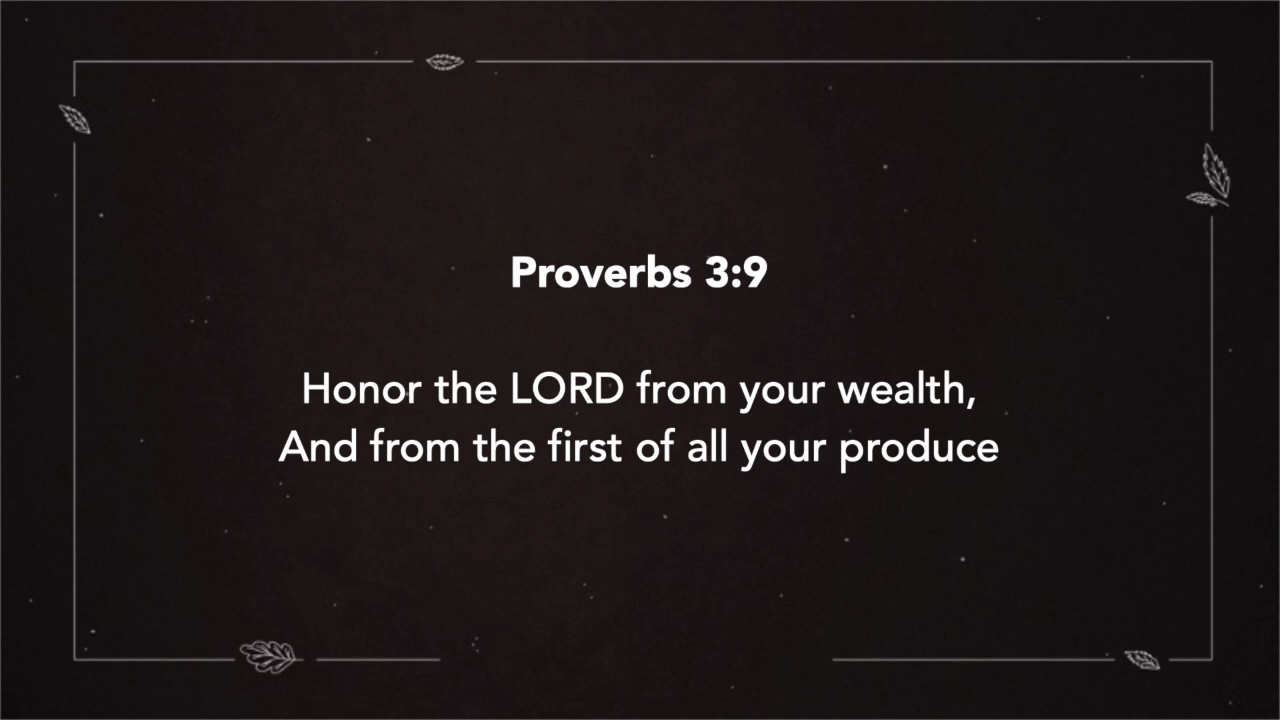 Proverbs 3:9
Honor the LORD from your wealth,
And from the first of all your produce